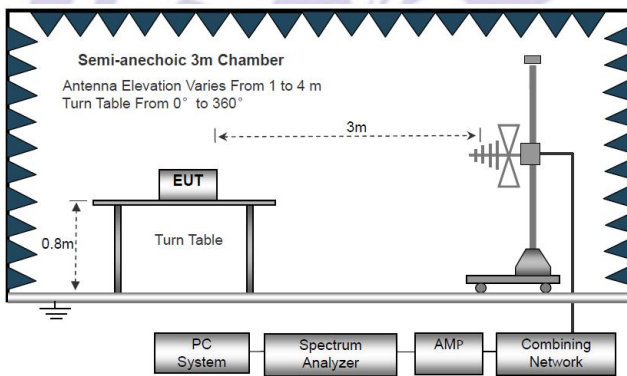 Semi-anechoic 3m Chamber
Antenna Elevation Varies From 1 to 4 m
Turn Table From 0° to 360°
3m
EUT
0.8m
Turn Table
PC
System
Spectrum
Analyzer
AMP
Combining
Network